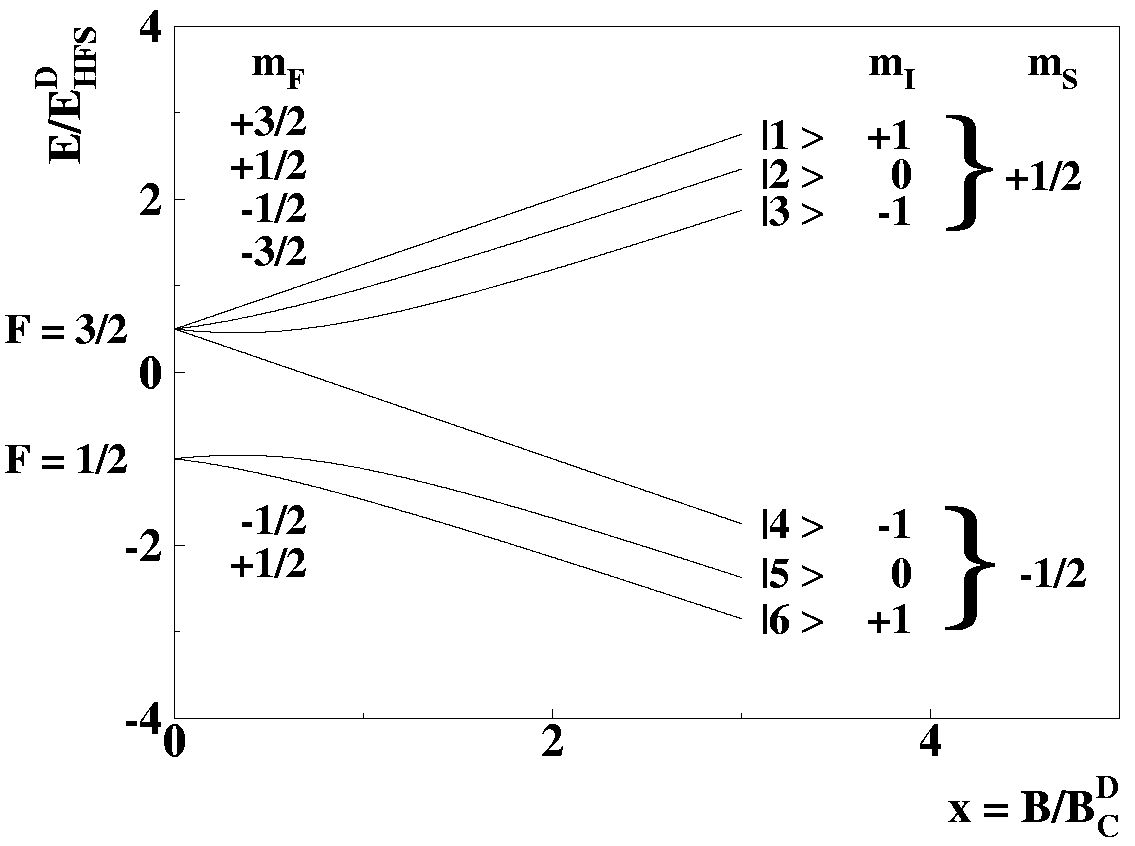 E/E^D_HFS
4
2
0
-2
-4
m_F m_I m_S
+3/2
+1/2
-1/2
-3/2
|1 > +1
|2 > 0
|3 > -1
} +1/2
F = 3/2
F = 1/2
-1/2
+1/2
|4 > -1
|5 > 0
|6 > +1
} -1/2
0 2 4
x = B/B^D_C